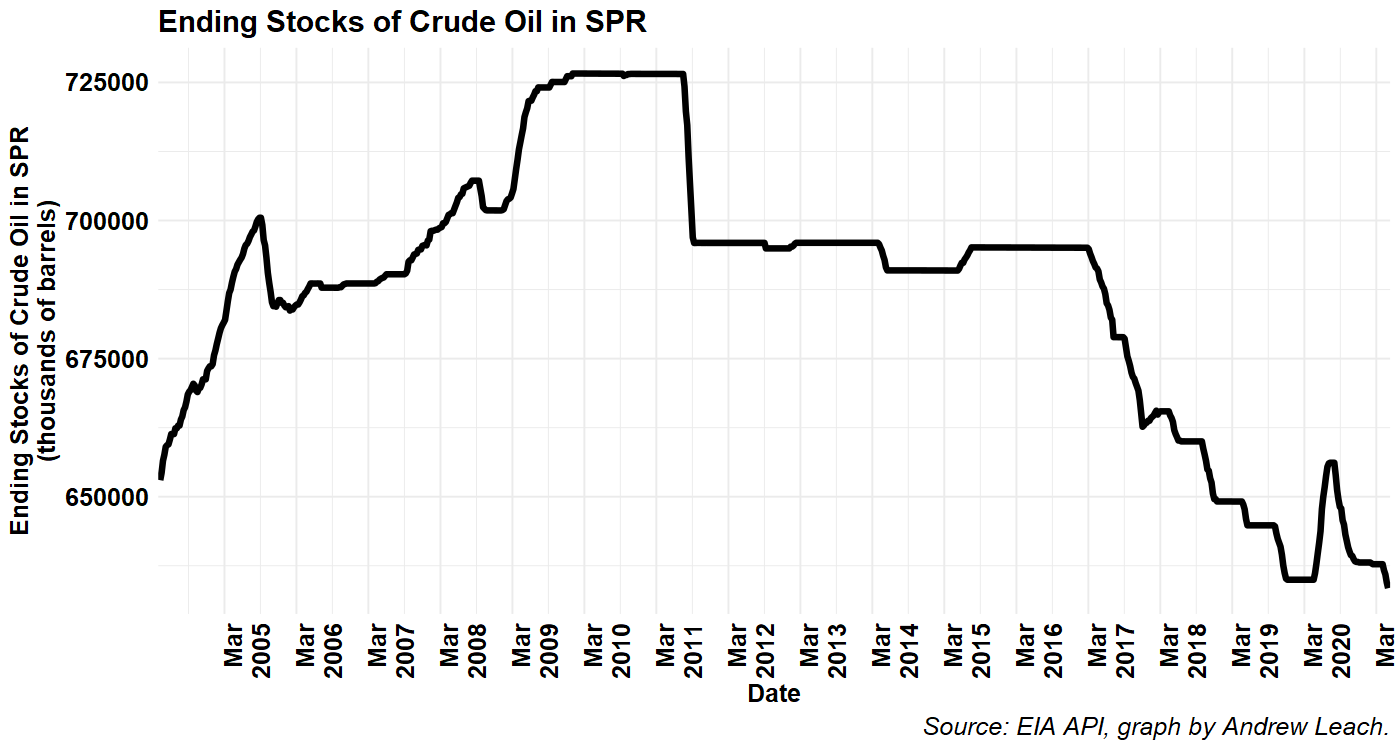 Ending Stocks of Crude Oil in SPR
Ending Stocks of Crude Oil in SPR
(thousands of barrels)
725000
700000
675000
650000
Mar
2005
Mar
2006
Mar
2007
Mar
2008
Mar
2009
Mar
2010
Mar
2011
Mar
2012
Mar
2013
Mar
2014
Mar
2015
Mar
2016
Mar
2017
Mar
2018
Mar
2019
Mar
2020
Mar
Date
Source: EIA API, graph by Andrew Leach.